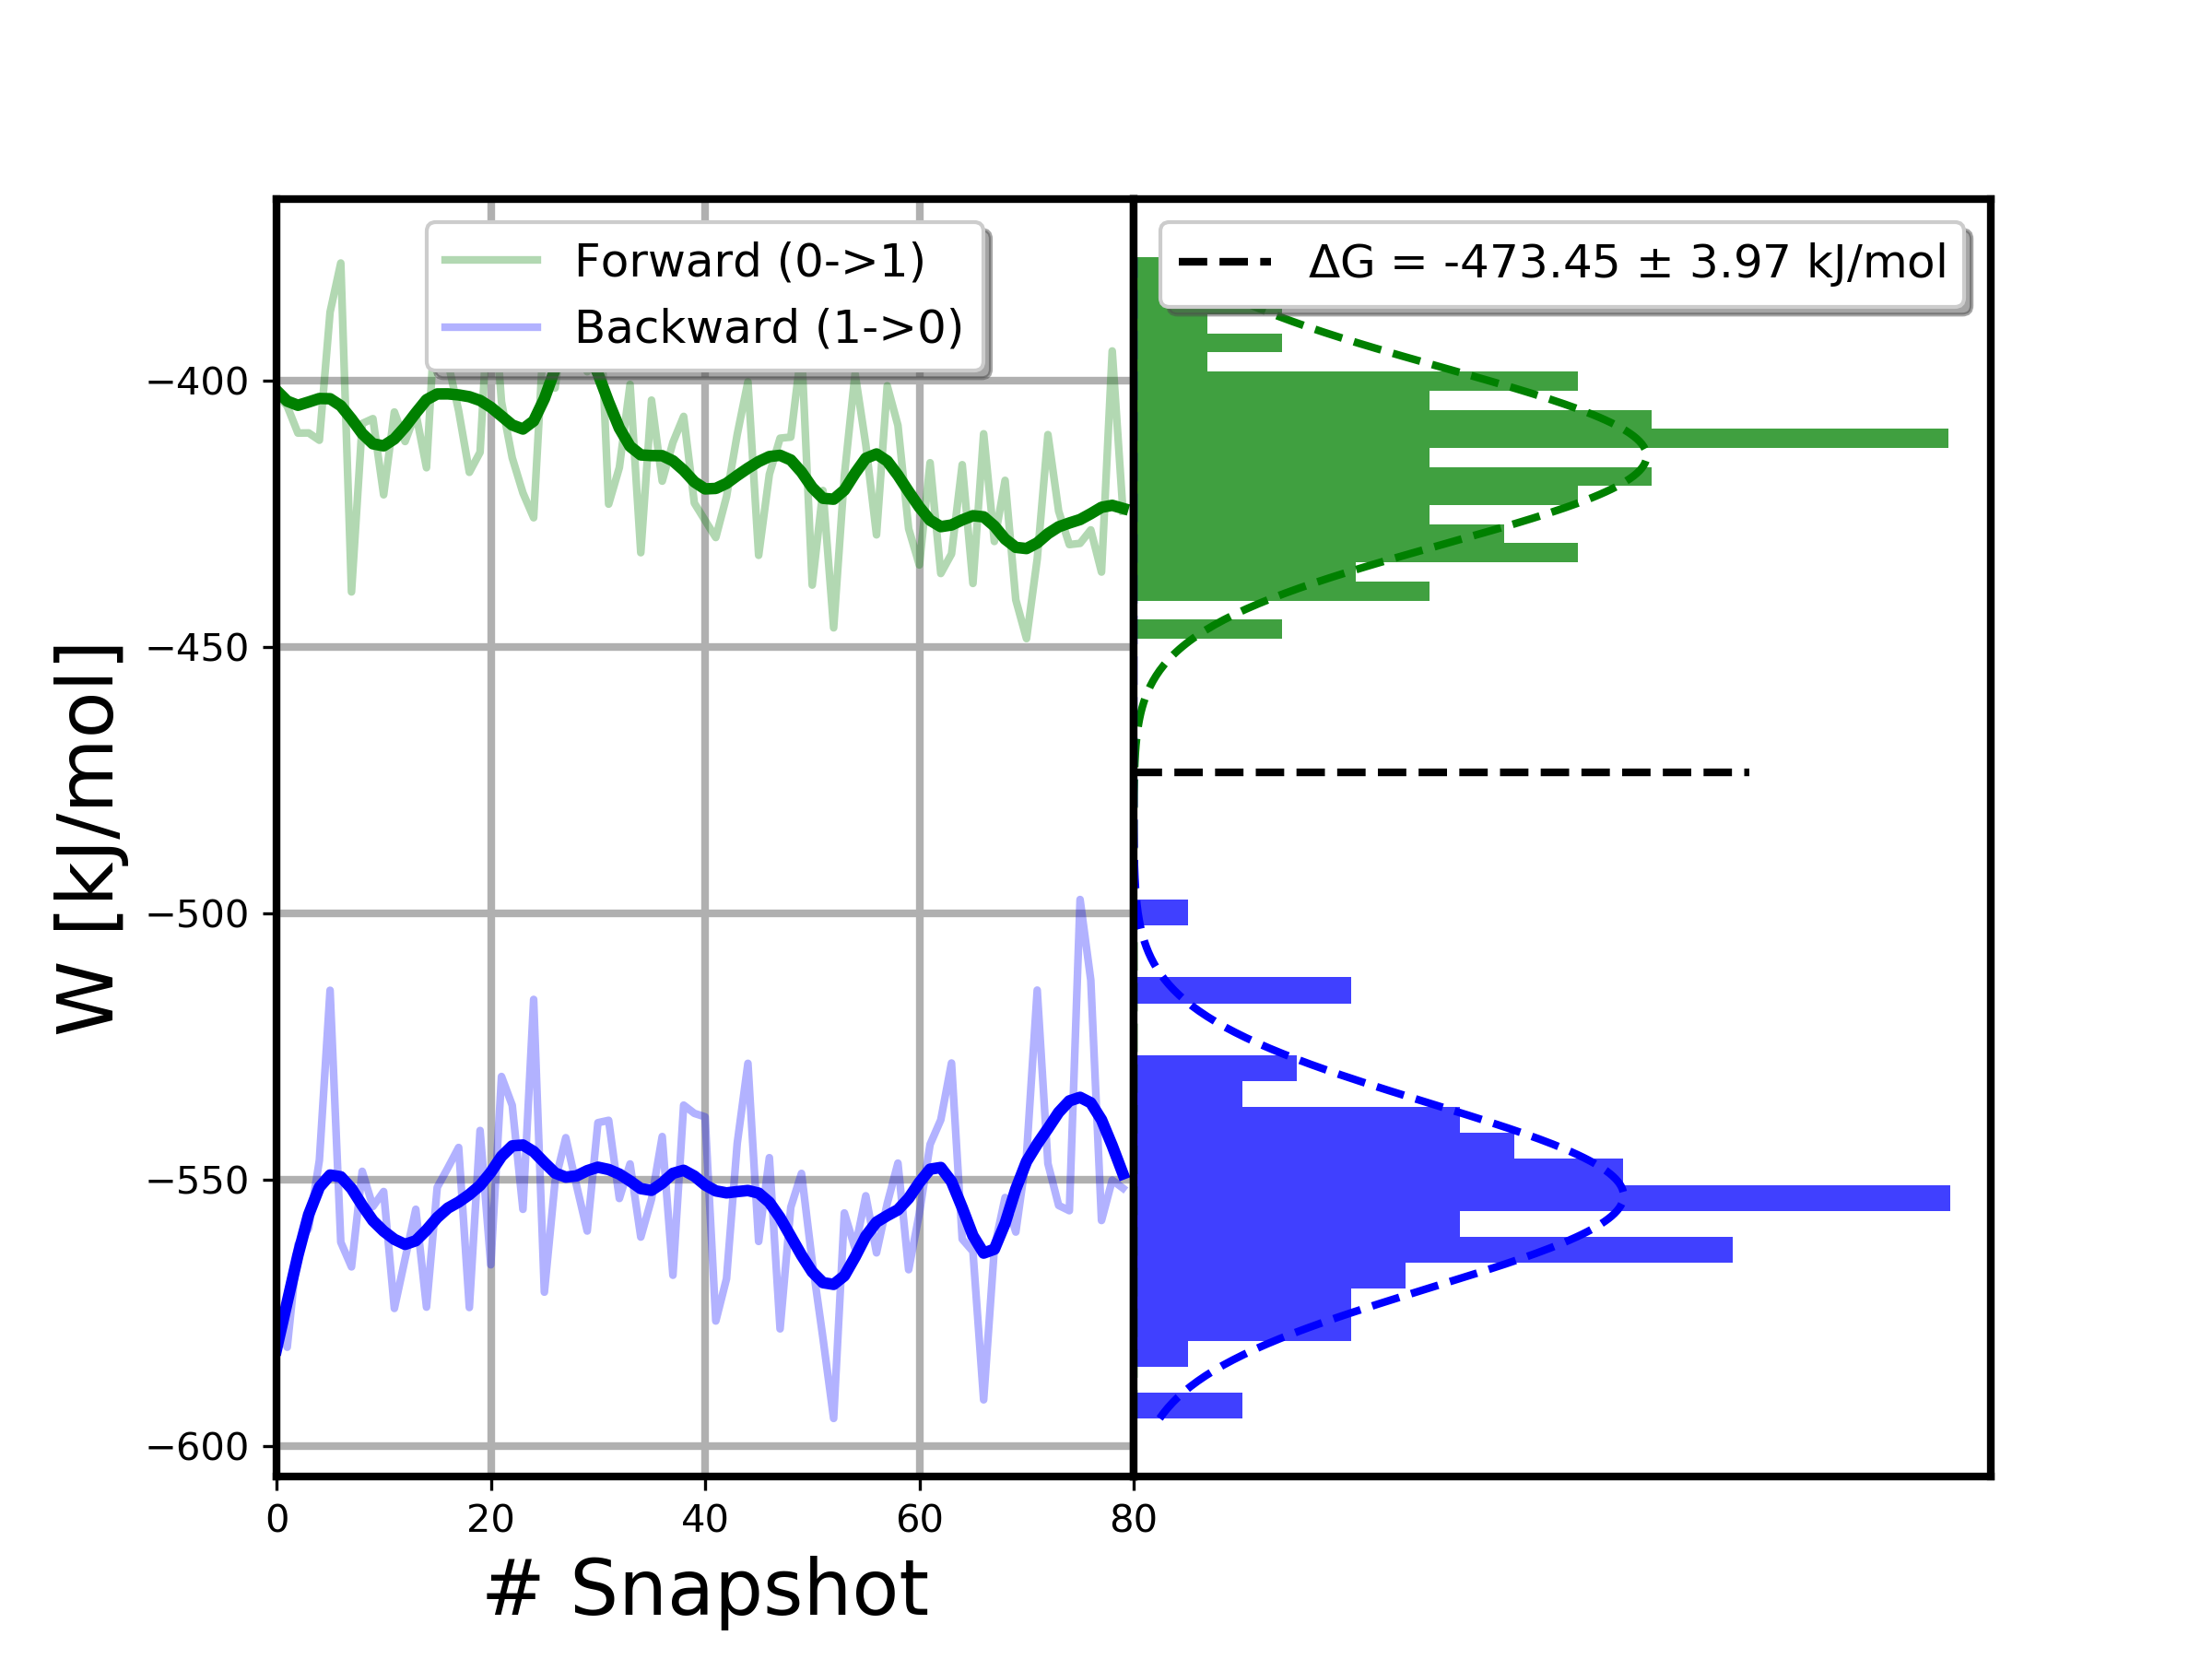 Forward (0->1)
Backward (1->0)
ΔG = -473.45 ± 3.97 kJ/mol
W [kJ/mol]
−400
−450
−500
−550
−600
0 20 40 60 80
# Snapshot